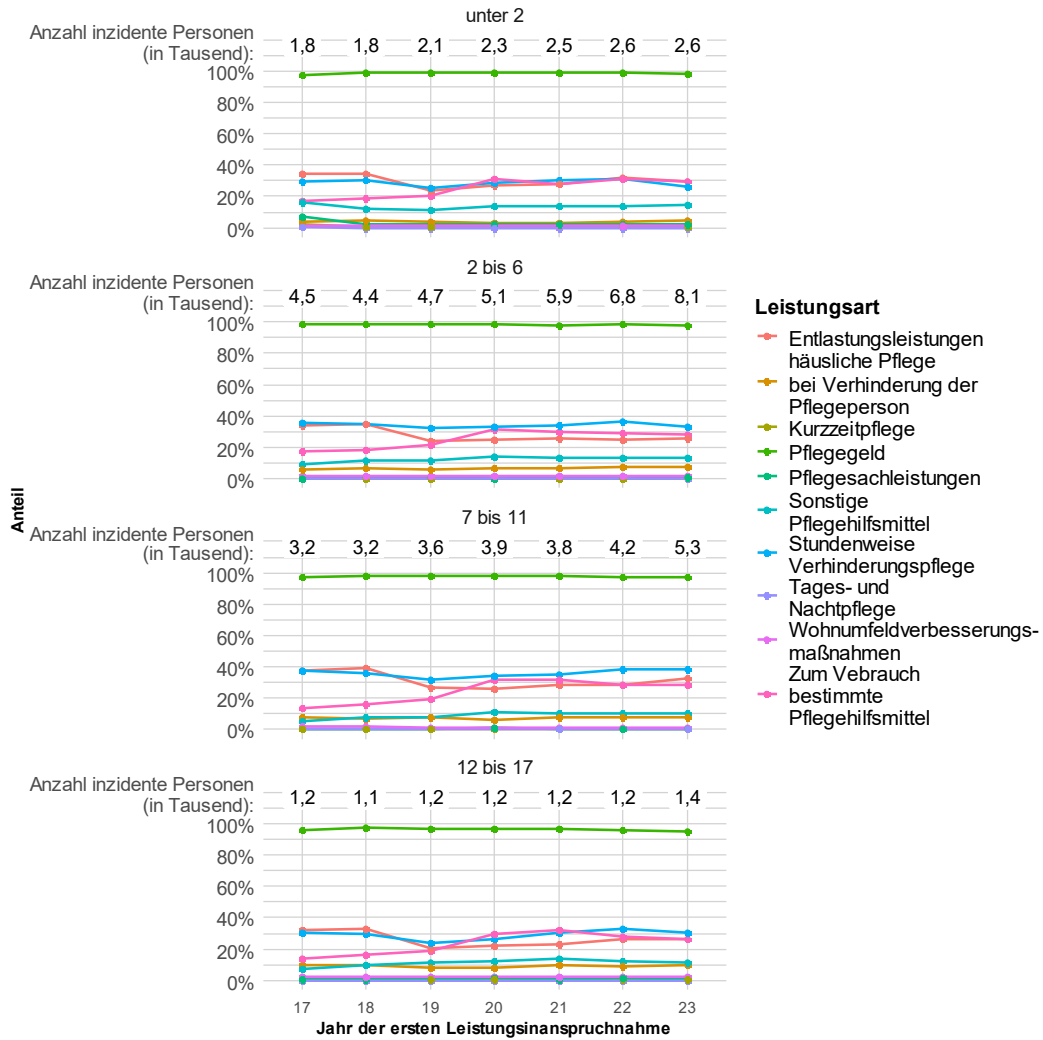 unter 2
Anzahl inzidente Personen
(in Tausend):
1,8 1,8 2,1 2,3 2,5 2,6 2,6
100%
80%
60%
40%
20%
0%
2 bis 6
Anzahl inzidente Personen
(in Tausend):
4,5 4,4 4,7 5,1 5,9 6,8 8,1
100%
80%
60%
40%
20%
0%
7 bis 11
Anzahl inzidente Personen
(in Tausend):
3,2 3,2 3,6 3,9 3,8 4,2 5,3
100%
80%
60%
40%
20%
0%
12 bis 17
Anzahl inzidente Personen
(in Tausend):
1,2 1,1 1,2 1,2 1,2 1,2 1,4
100%
80%
60%
40%
20%
0%
17 18 19 20 21 22 23
Jahr der ersten Leistungsinanspruchnahme
Anteil
Leistungsart
Entlastungsleistungen
häusliche Pflege
bei Verhinderung der
Pflegeperson
Kurzzeitpflege
Pflegegeld
Pflegesachleistungen
Sonstige
Pflegehilfsmittel
Stundenweise
Verhinderungspflege
Tages- und
Nachtpflege
Wohnumfeldverbesserungs-
maßnahmen
Zum Vebrauch
bestimmte
Pflegehilfsmittel